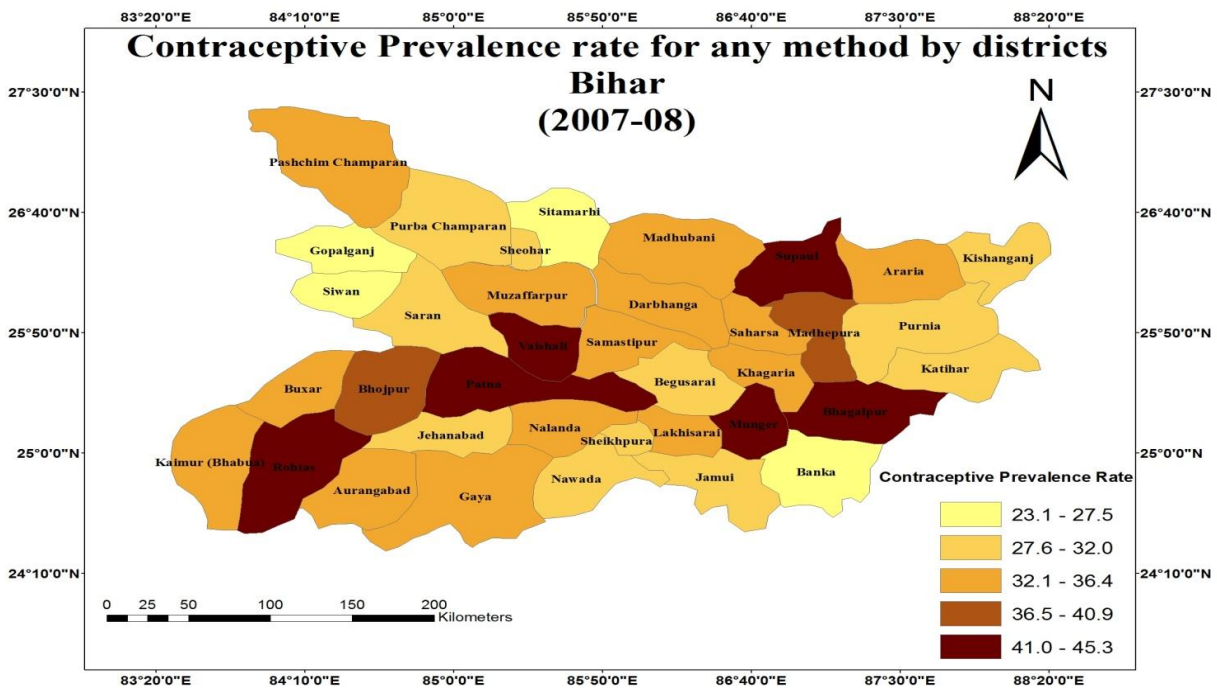 83°20'0"E 84°10'0"E 85°0'0"E 85°50'0"E 86°40'0"E 87°30'0"E 88°20'0"E
Contraceptive Prevalence rate for any method by districts
Bihar
(2007-08)
N
27°30'0"N 27°30'0"N
Pashchim Champaran
26°40'0"N 26°40'0"N
Sitamarhi
Purba Champaran
Madhubani
Gopalganj
Sheohar
Supaul
Araria
Kishanganj
Siwan
Muzaffarpur
Darbhanga
Saran
25°50'0"N 25°50'0"N
Saharsa
Madhepura
Purnia
Vaishali
Samastipur
Katihar
Buxar
Bhojpur
Patna
Begusarai
Khagaria
Bhagalpur
Munger
Jehanabad
Nalanda
Sheikhpura
Lakhisarai
25°0'0"N 25°0'0"N
Kaimur (Bhabua)
Rohtas
Aurangabad
Gaya
Nawada
Jamui
Banka
Contraceptive Prevalence Rate
23.1 - 27.5
27.6 - 32.0
32.1 - 36.4
36.5 - 40.9
41.0 - 45.3
24°10'0"N 24°10'0"N
0 25 50 100 150 200
Kilometers
83°20'0"E 84°10'0"E 85°0'0"E 85°50'0"E 86°40'0"E 87°30'0"E 88°20'0"E